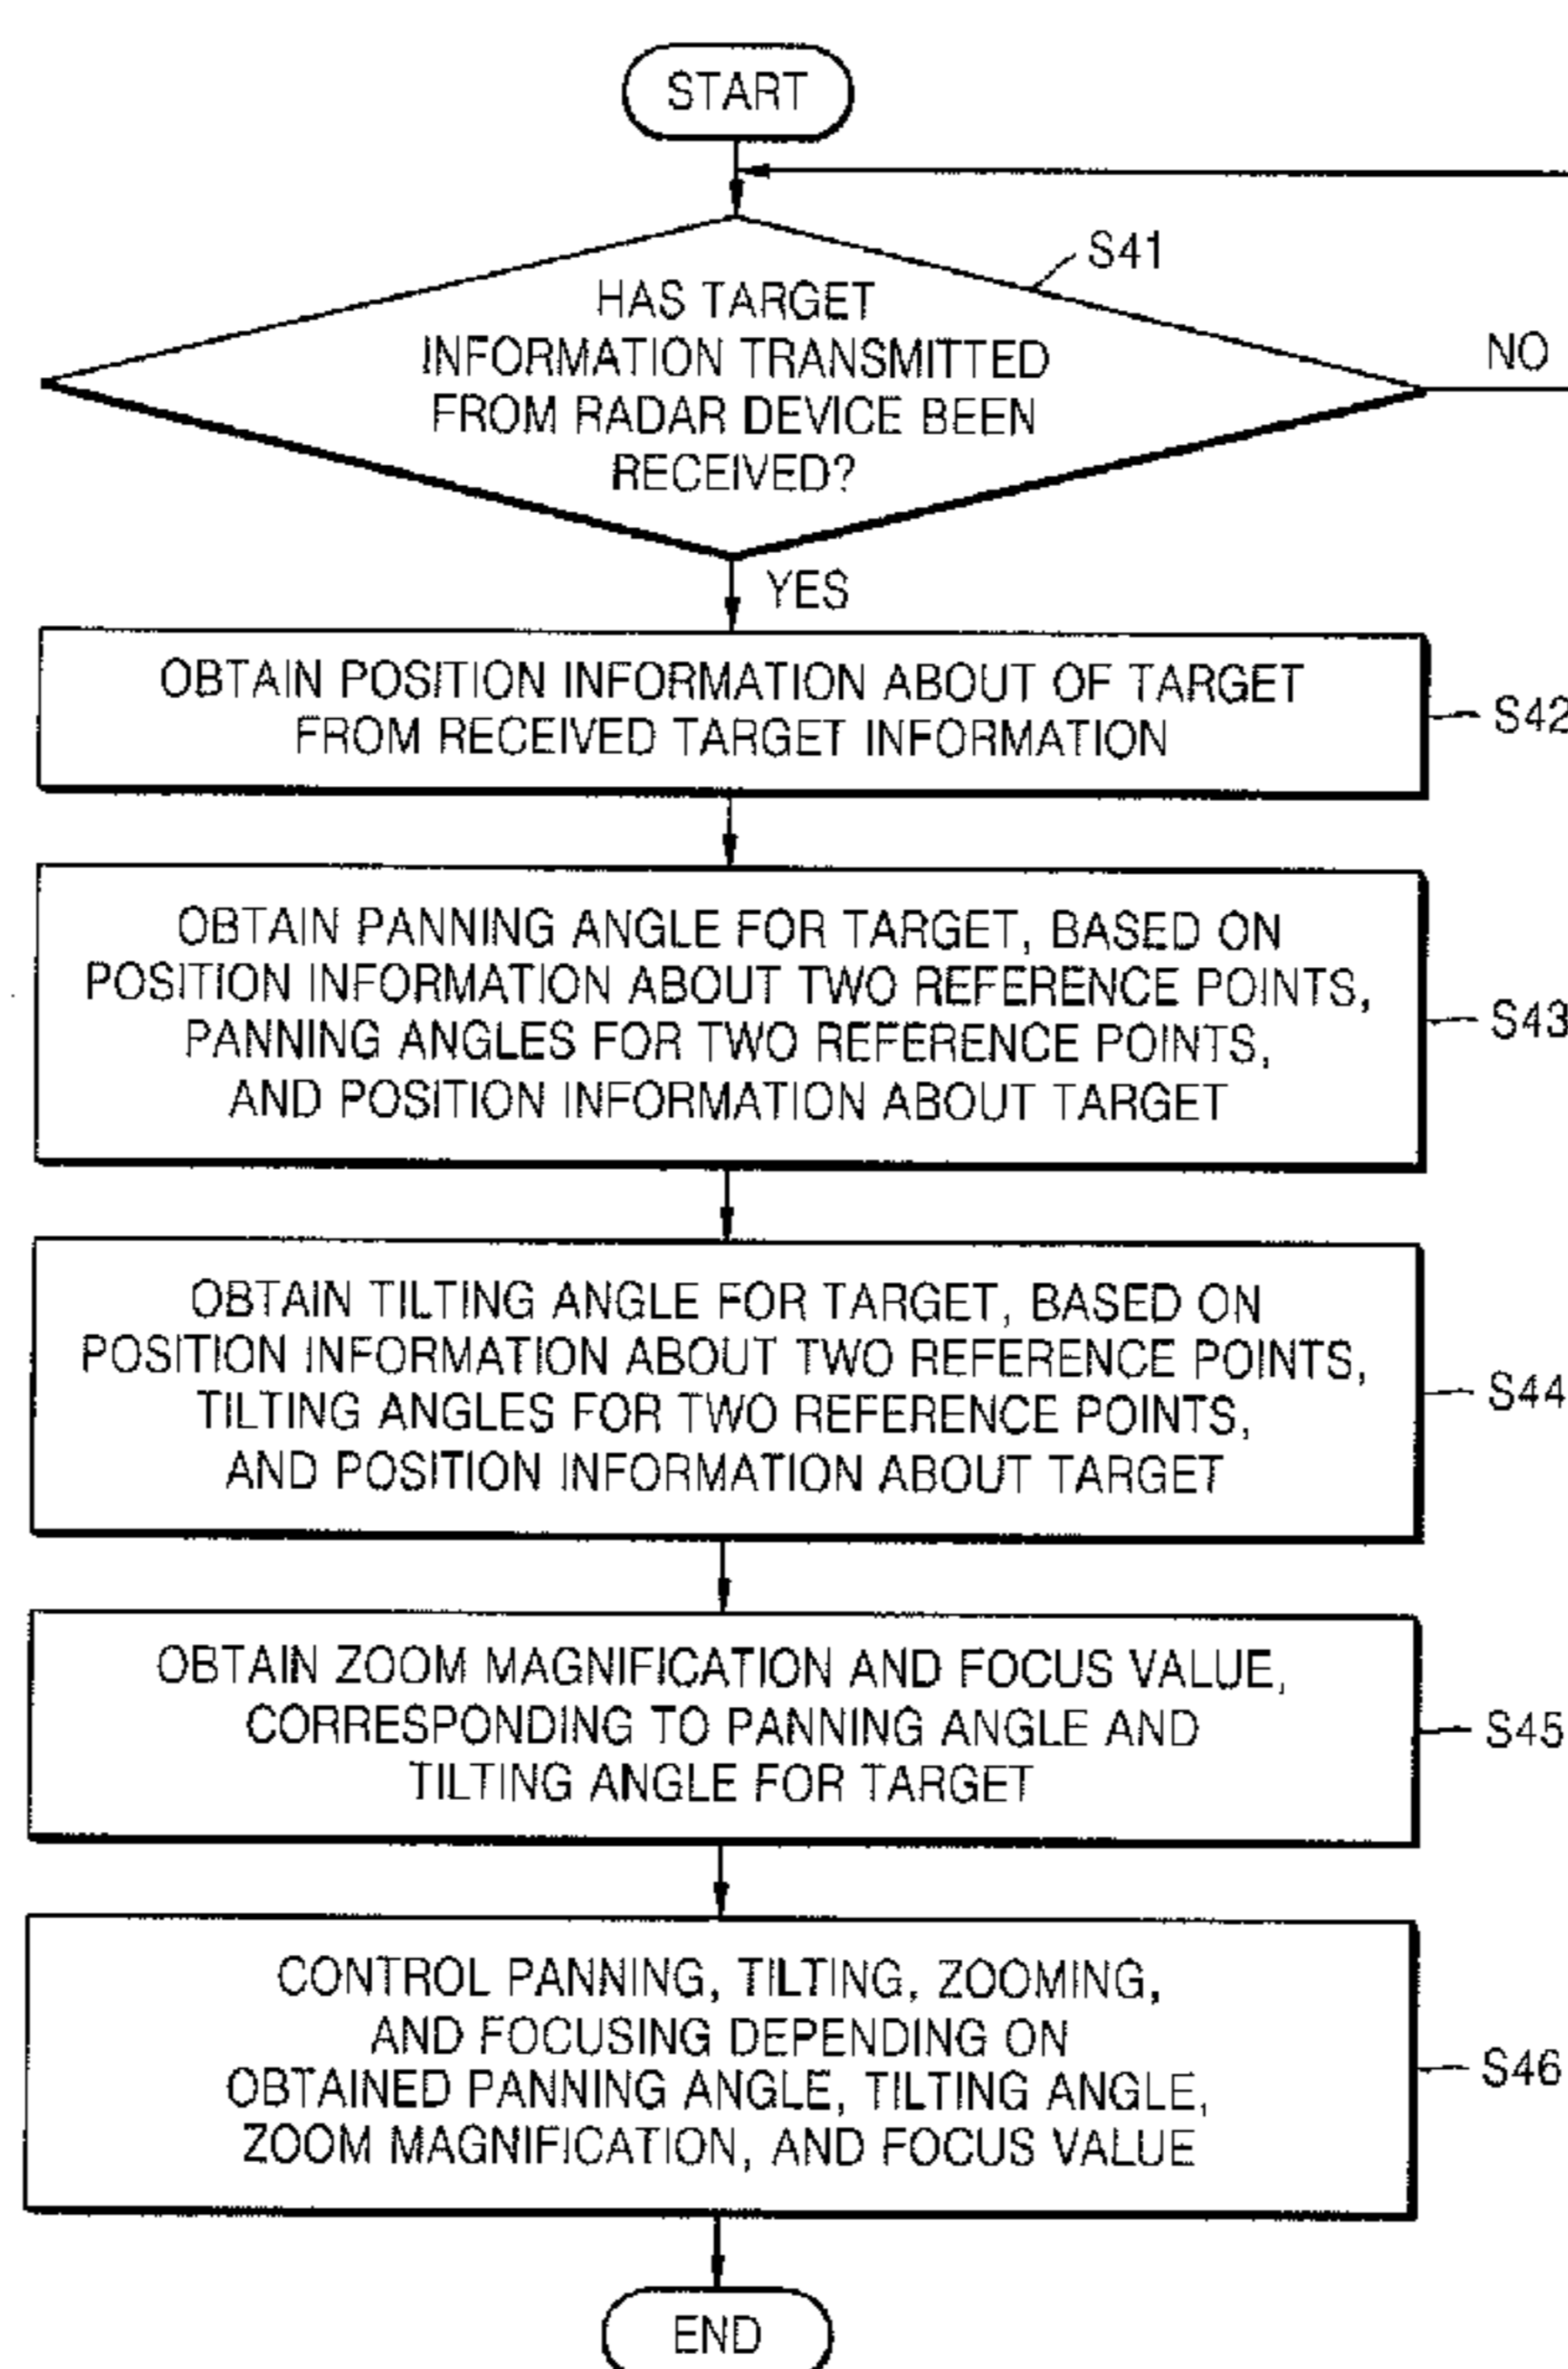 START
S41
HAS TARGET
INFORMATION TRANSMITTED
FROM RADAR DEVICE BEEN
RECEIVED?
NO
YES
OBTAIN POSITION INFORMATION ABOUT OF TARGET
FROM RECEIVED TARGET INFORMATION
S42
OBTAIN PANNING ANGLE FOR TARGET, BASED ON
POSITION INFORMATION ABOUT TWO REFERENCE POINTS,
PANNING ANGLES FOR TWO REFERENCE POINTS,
AND POSITION INFORMATION ABOUT TARGET
S43
OBTAIN TILTING ANGLE FOR TARGET, BASED ON
POSITION INFORMATION ABOUT TWO REFERENCE POINTS,
TILTING ANGLES FOR TWO REFERENCE POINTS,
AND POSITION INFORMATION ABOUT TARGET
S44
OBTAIN ZOOM MAGNIFICATION AND FOCUS VALUE,
CORRESPONDING TO PANNING ANGLE AND
TILTING ANGLE FOR TARGET
S45
CONTROL PANNING, TILTING, ZOOMING,
AND FOCUSING DEPENDING ON
OBTAINED PANNING ANGLE, TILTING ANGLE,
ZOOM MAGNIFICATION, AND FOCUS VALUE
S46
END